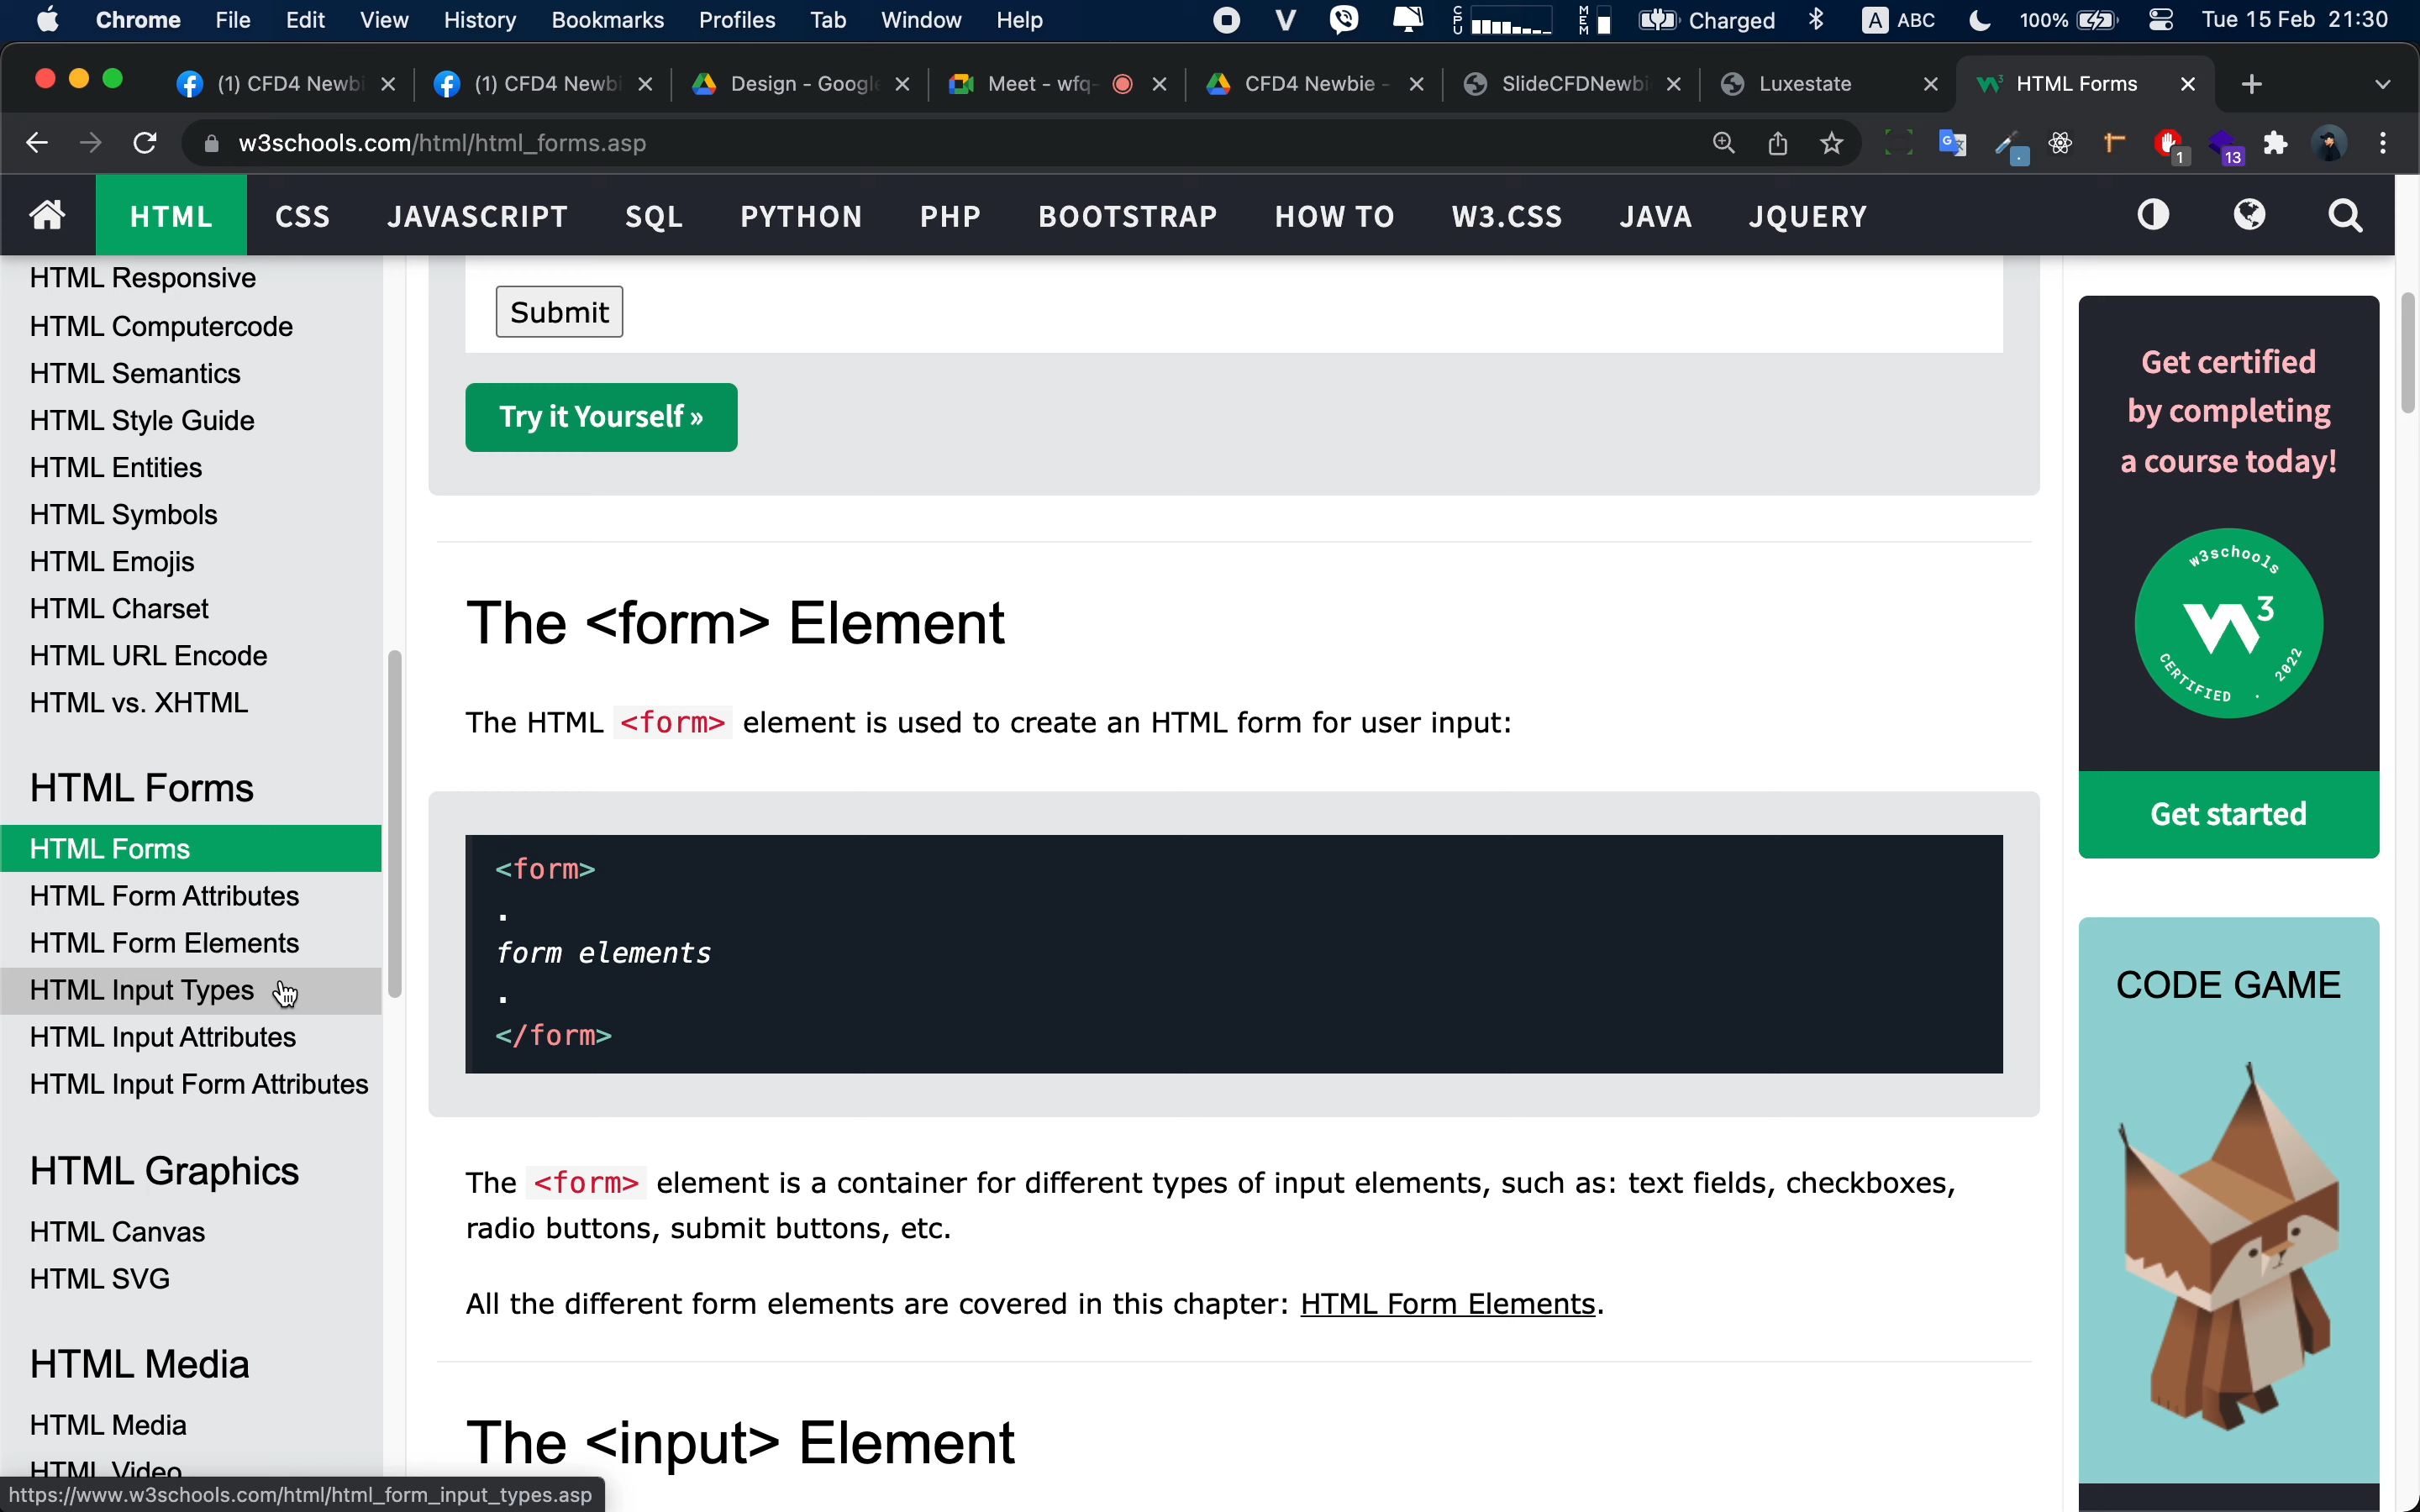 Chrome File Edit View History Bookmarks Profiles Tab Window Help CPU MEM Charged A ABC 100% Tue 15 Feb 21:30
(1) CFD4 Newbi (1) CFD4 Newbi Design - Google Meet - wfq- CFD4 Newbie - SlideCFDNewbi Luxestate HTML Forms
w3schools.com/html/html_forms.asp 1 13
HTML CSS JAVASCRIPT SQL PYTHON PHP BOOTSTRAP HOW TO W3.CSS JAVA JQUERY
HTML Responsive
HTML Computercode
HTML Semantics
HTML Style Guide
HTML Entities
HTML Symbols
HTML Emojis
HTML Charset
HTML URL Encode
HTML vs. XHTML
HTML Forms
HTML Forms
HTML Form Attributes
HTML Form Elements
HTML Input Types
HTML Input Attributes
HTML Input Form Attributes
HTML Graphics
HTML Canvas
HTML SVG
HTML Media
HTML Media
HTML Video
https://www.w3schools.com/html/html_form_input_types.asp
Submit
Try it Yourself »
The <form> Element
The HTML <form> element is used to create an HTML form for user input:
<form>
.
form elements
.
</form>
The <form> element is a container for different types of input elements, such as: text fields, checkboxes,
radio buttons, submit buttons, etc.
All the different form elements are covered in this chapter: HTML Form Elements.
The <input> Element
Get certified
by completing
a course today!
w3schools
W3
CERTIFIED . 2022
Get started
CODE GAME